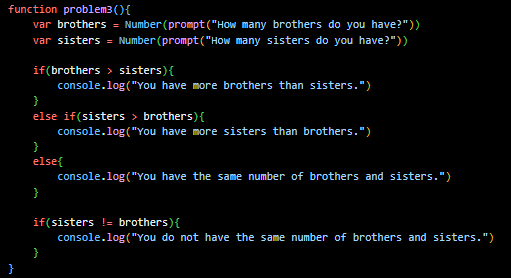 function problem3(){
    var brothers = Number(prompt("How many brothers do you have?"))
    var sisters = Number(prompt("How many sisters do you have?"))

    if(brothers > sisters){
        console.log("You have more brothers than sisters.")
    }
    else if(sisters > brothers){
        console.log("You have more sisters than brothers.")
    }
    else{
        console.log("You have the same number of brothers and sisters.")
    }

    if(sisters != brothers){
        console.log("You do not have the same number of brothers and sisters.")
    }
}